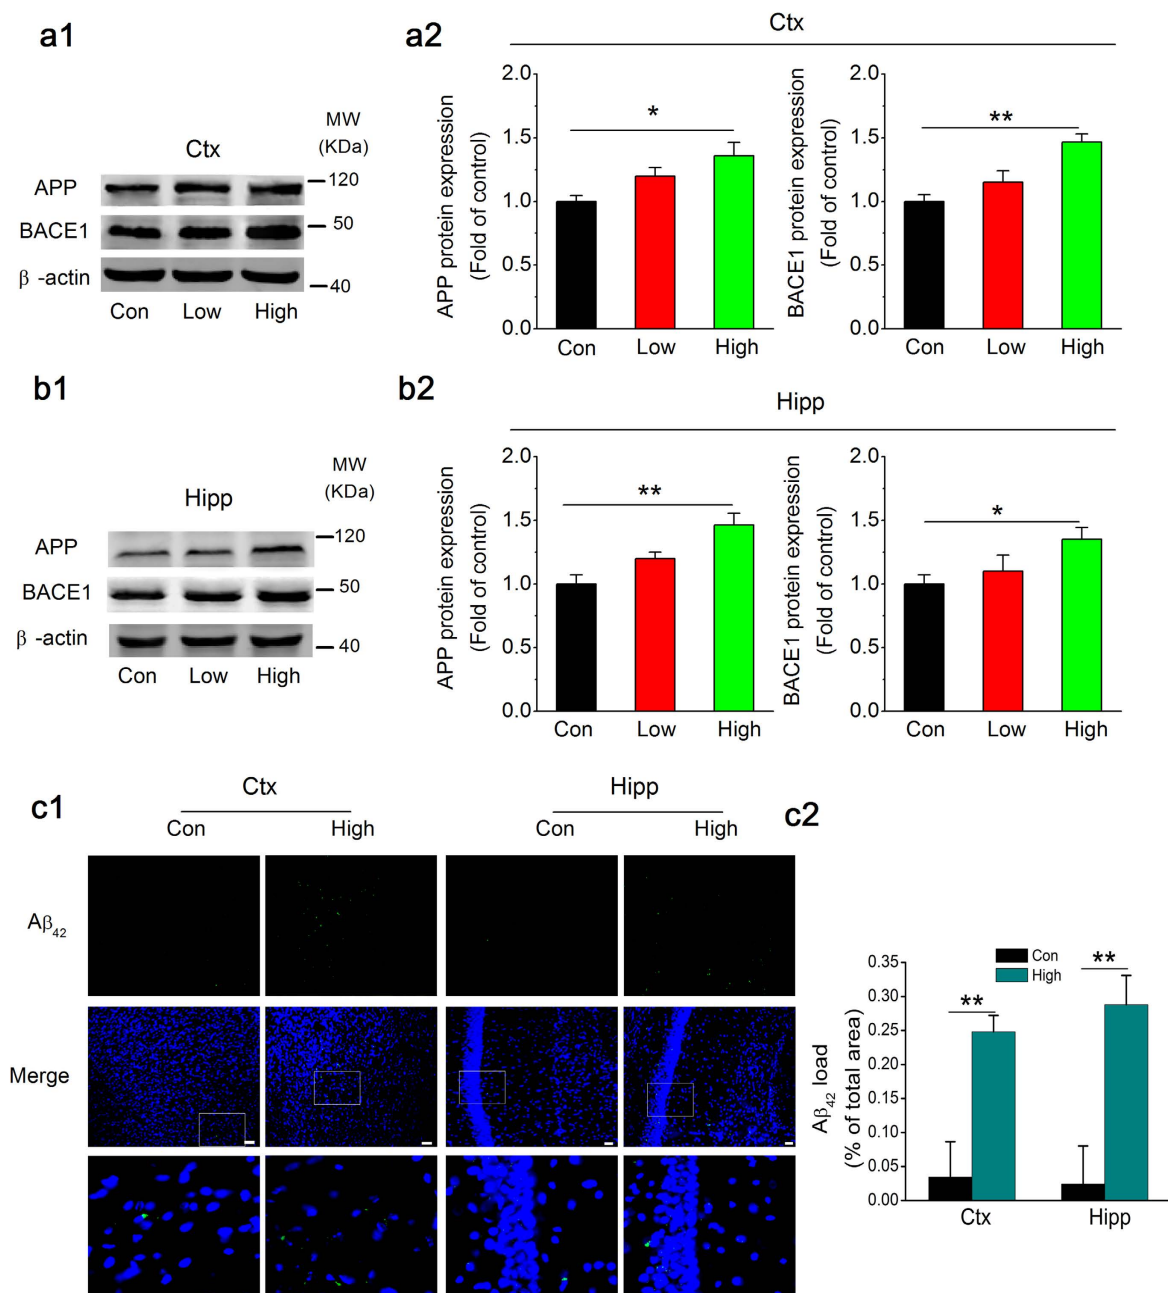 a1
MW
(KDa)
Ctx
APP
120
BACE1
50
β -actin
40
Con Low High
a2
Ctx
APP protein expression
(Fold of control)
2.0
1.5
1.0
0.5
0.0
*
Con Low High
BACE1 protein expression
(Fold of control)
2.0
1.5
1.0
0.5
0.0
**
Con Low High
b1
MW
(KDa)
Hipp
APP
120
BACE1
50
β -actin
40
Con Low High
b2
Hipp
APP protein expression
(Fold of control)
2.0
1.5
1.0
0.5
0.0
**
Con Low High
BACE1 protein expression
(Fold of control)
2.0
1.5
1.0
0.5
0.0
*
Con Low High
c1
Ctx Hipp
Con High Con High
Aβ42
Merge
c2
Aβ42 load
(% of total area)
0.35
0.30
0.25
0.20
0.15
0.10
0.05
0.00
Con
High
**
**
Ctx Hipp